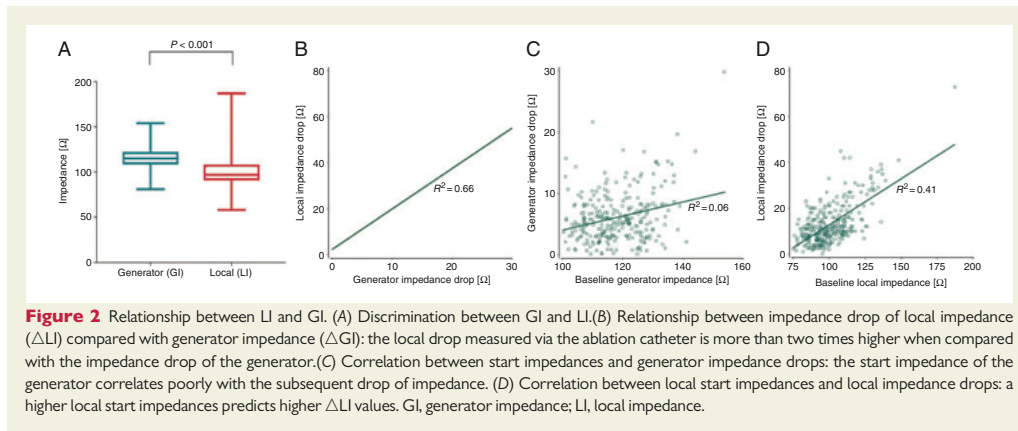 A
B
C
D
P < 0.001
200
150
100
50
0
Impedance [Ω]
Generator (GI)
Local (LI)
80
60
40
20
0
Local impedance drop [Ω]
R² = 0.66
0
10
20
30
Generator impedance drop [Ω]
30
20
10
0
Generator impedance drop [Ω]
R² = 0.06
100
120
140
160
Baseline generator impedance [Ω]
80
60
40
20
0
Local impedance drop [Ω]
R² = 0.41
75
100
125
150
175
200
Baseline local impedance [Ω]
Figure 2 Relationship between LI and GI. (A) Discrimination between GI and LI.(B) Relationship between impedance drop of local impedance
(△LI) compared with generator impedance (△GI): the local drop measured via the ablation catheter is more than two times higher when compared
with the impedance drop of the generator.(C) Correlation between start impedances and generator impedance drops: the start impedance of the
generator correlates poorly with the subsequent drop of impedance. (D) Correlation between local start impedances and local impedance drops: a
higher local start impedances predicts higher △LI values. GI, generator impedance; LI, local impedance.